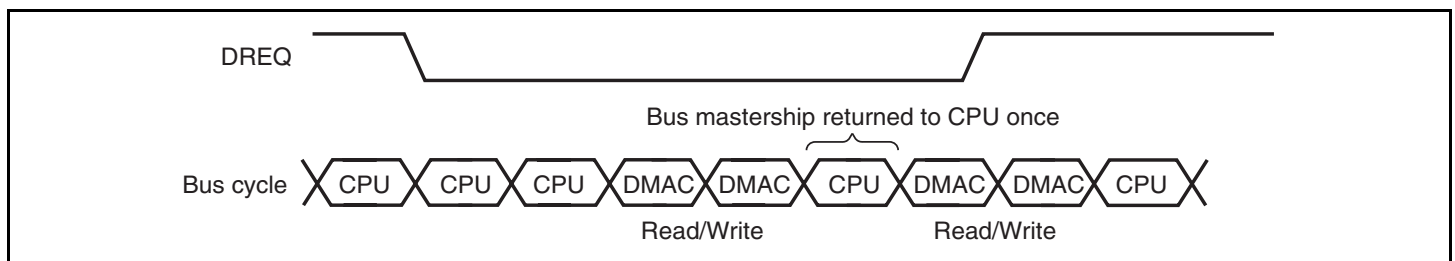 DREQ
Bus mastership returned to CPU once
Bus cycle CPU CPU CPU DMAC DMAC CPU DMAC DMAC CPU
Read/Write Read/Write